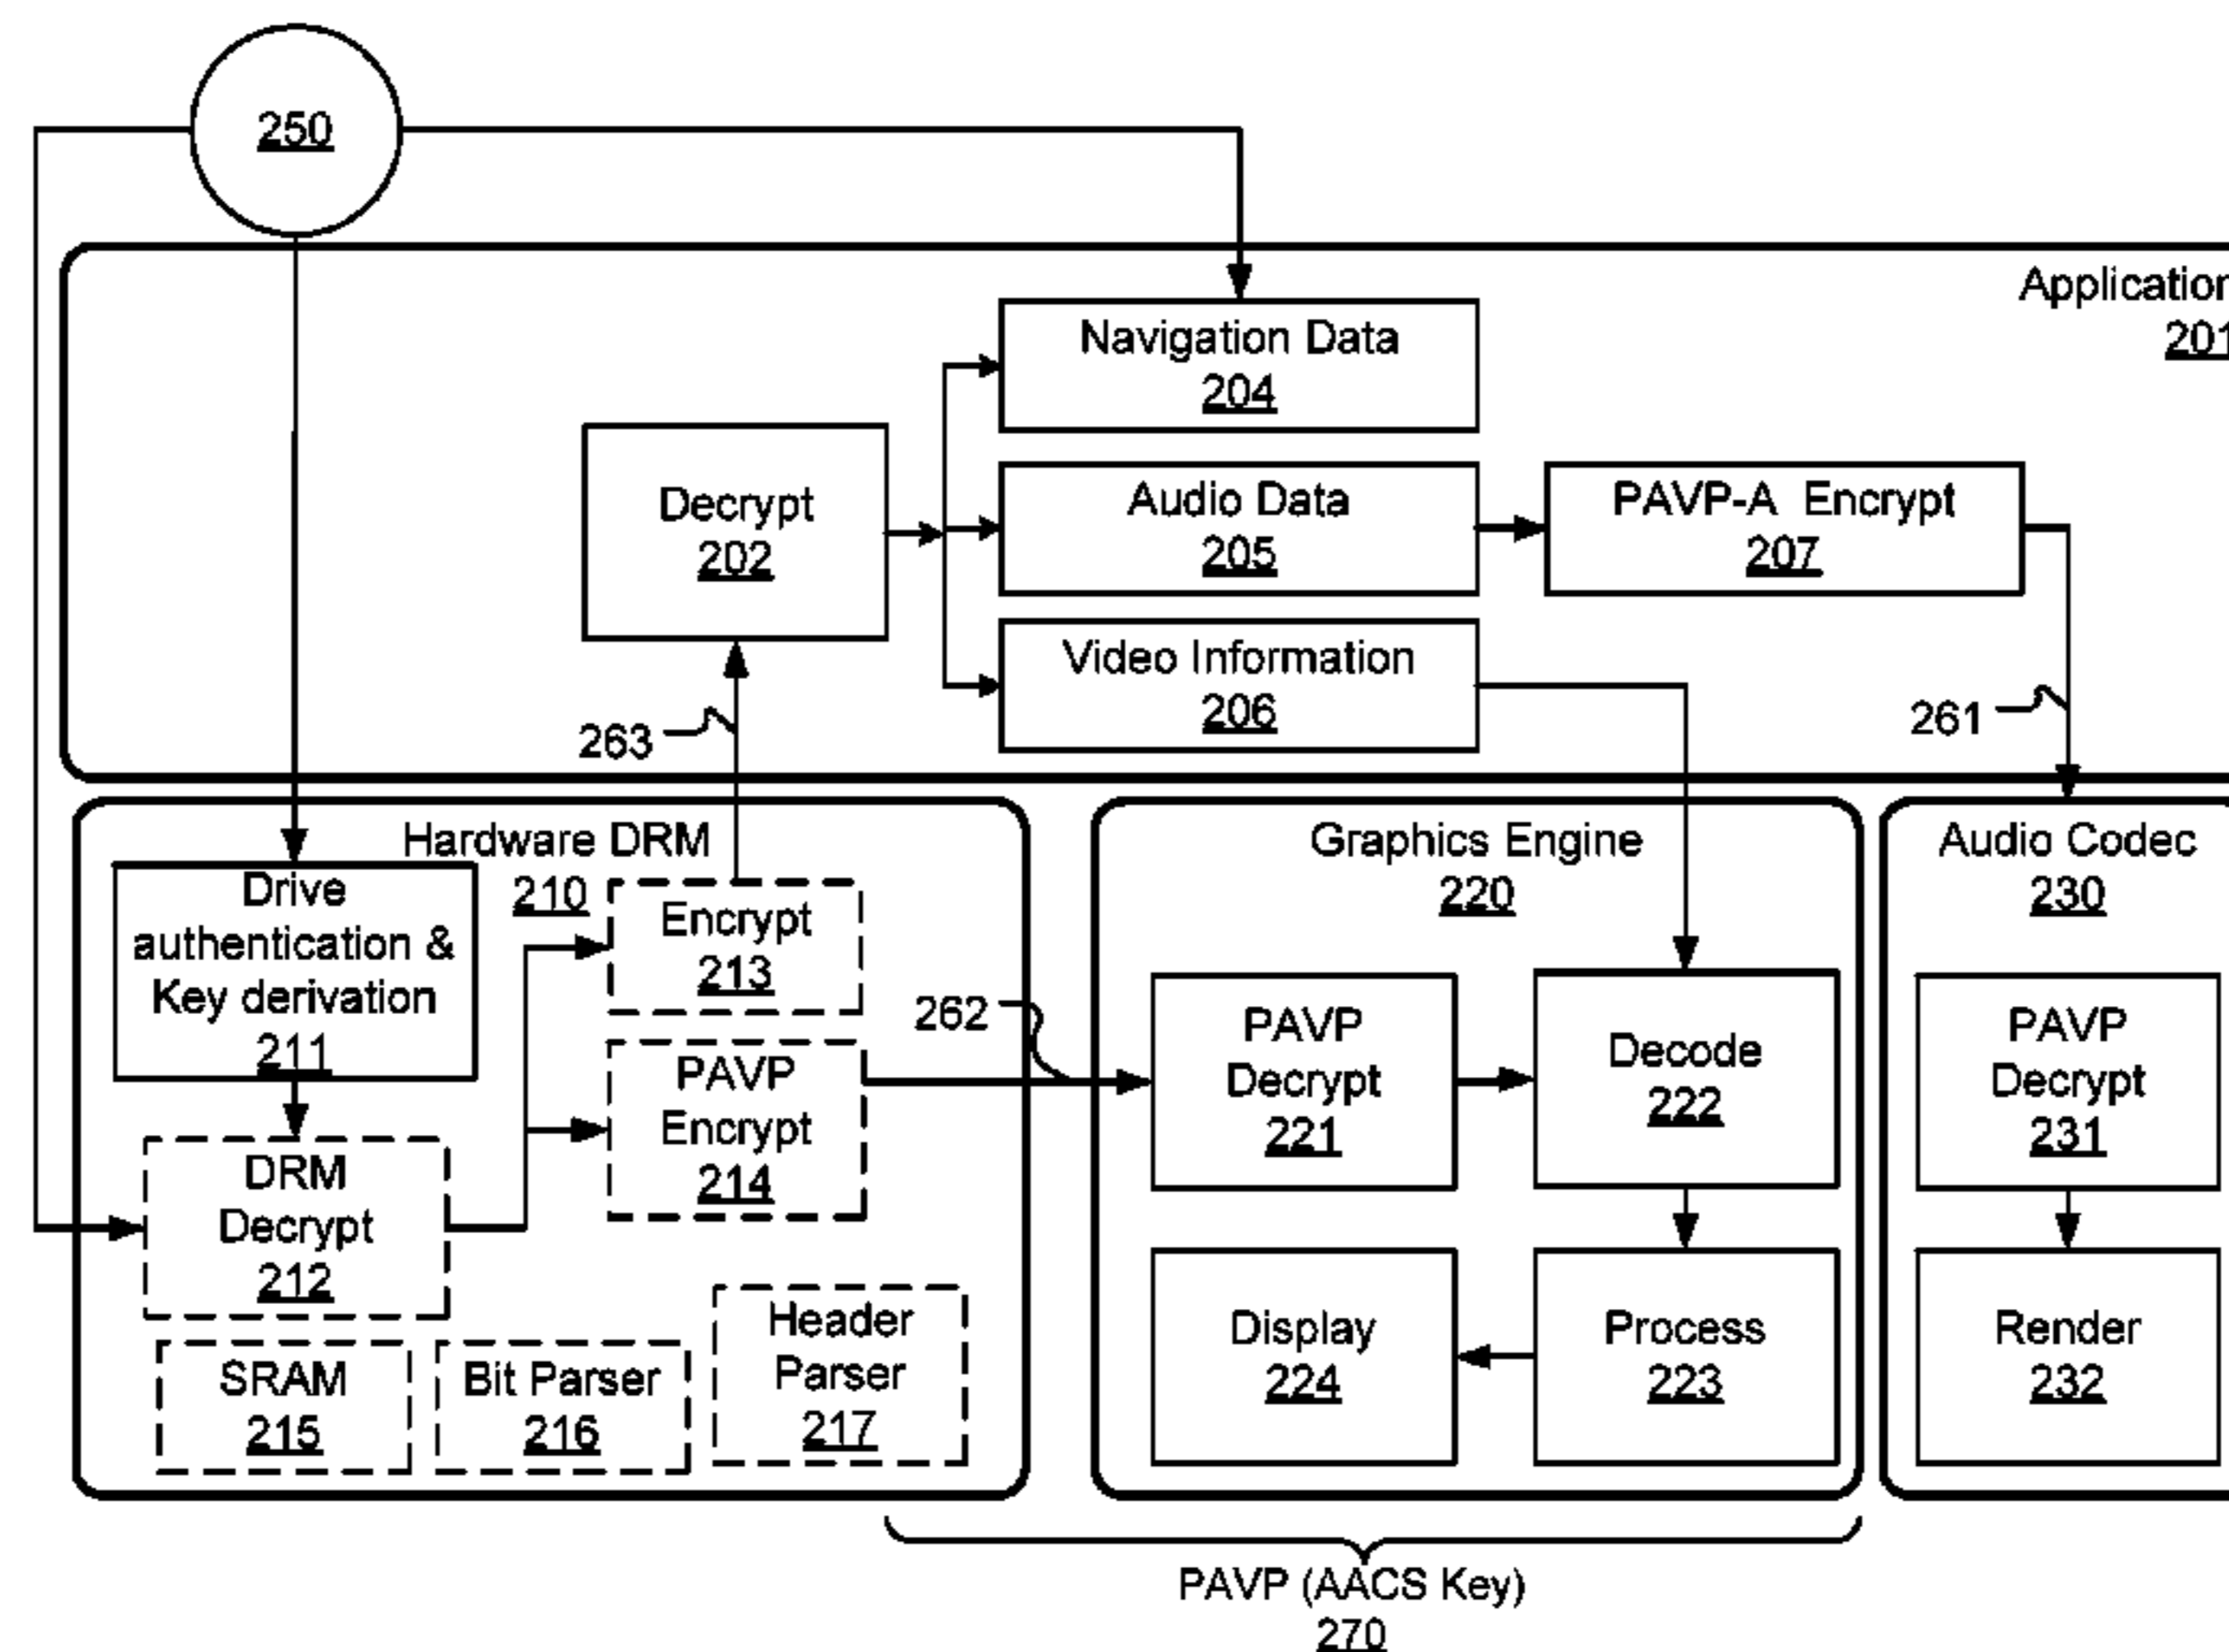 250
Application
201
Navigation Data
204
Decrypt
202
Audio Data
205
PAVP-A Encrypt
207
Video Information
206
263
261
Hardware DRM
210
Drive
authentication &
Key derivation
211
Encrypt
213
PAVP
Encrypt
214
262
DRM
Decrypt
212
SRAM
215
Bit Parser
216
Header
Parser
217
Graphics Engine
220
PAVP
Decrypt
221
Decode
222
Display
224
Process
223
Audio Codec
230
PAVP
Decrypt
231
Render
232
PAVP (AACS Key)
270